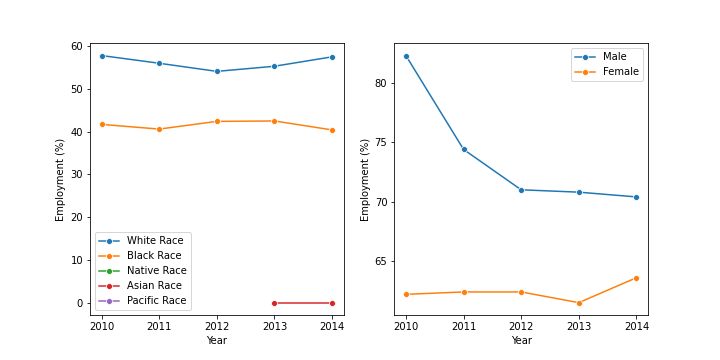 60
50
40
30
20
10
0
Employment (%)
2010 2011 2012 2013 2014
Year
White Race
Black Race
Native Race
Asian Race
Pacific Race
80
75
70
65
Employment (%)
2010 2011 2012 2013 2014
Year
Male
Female